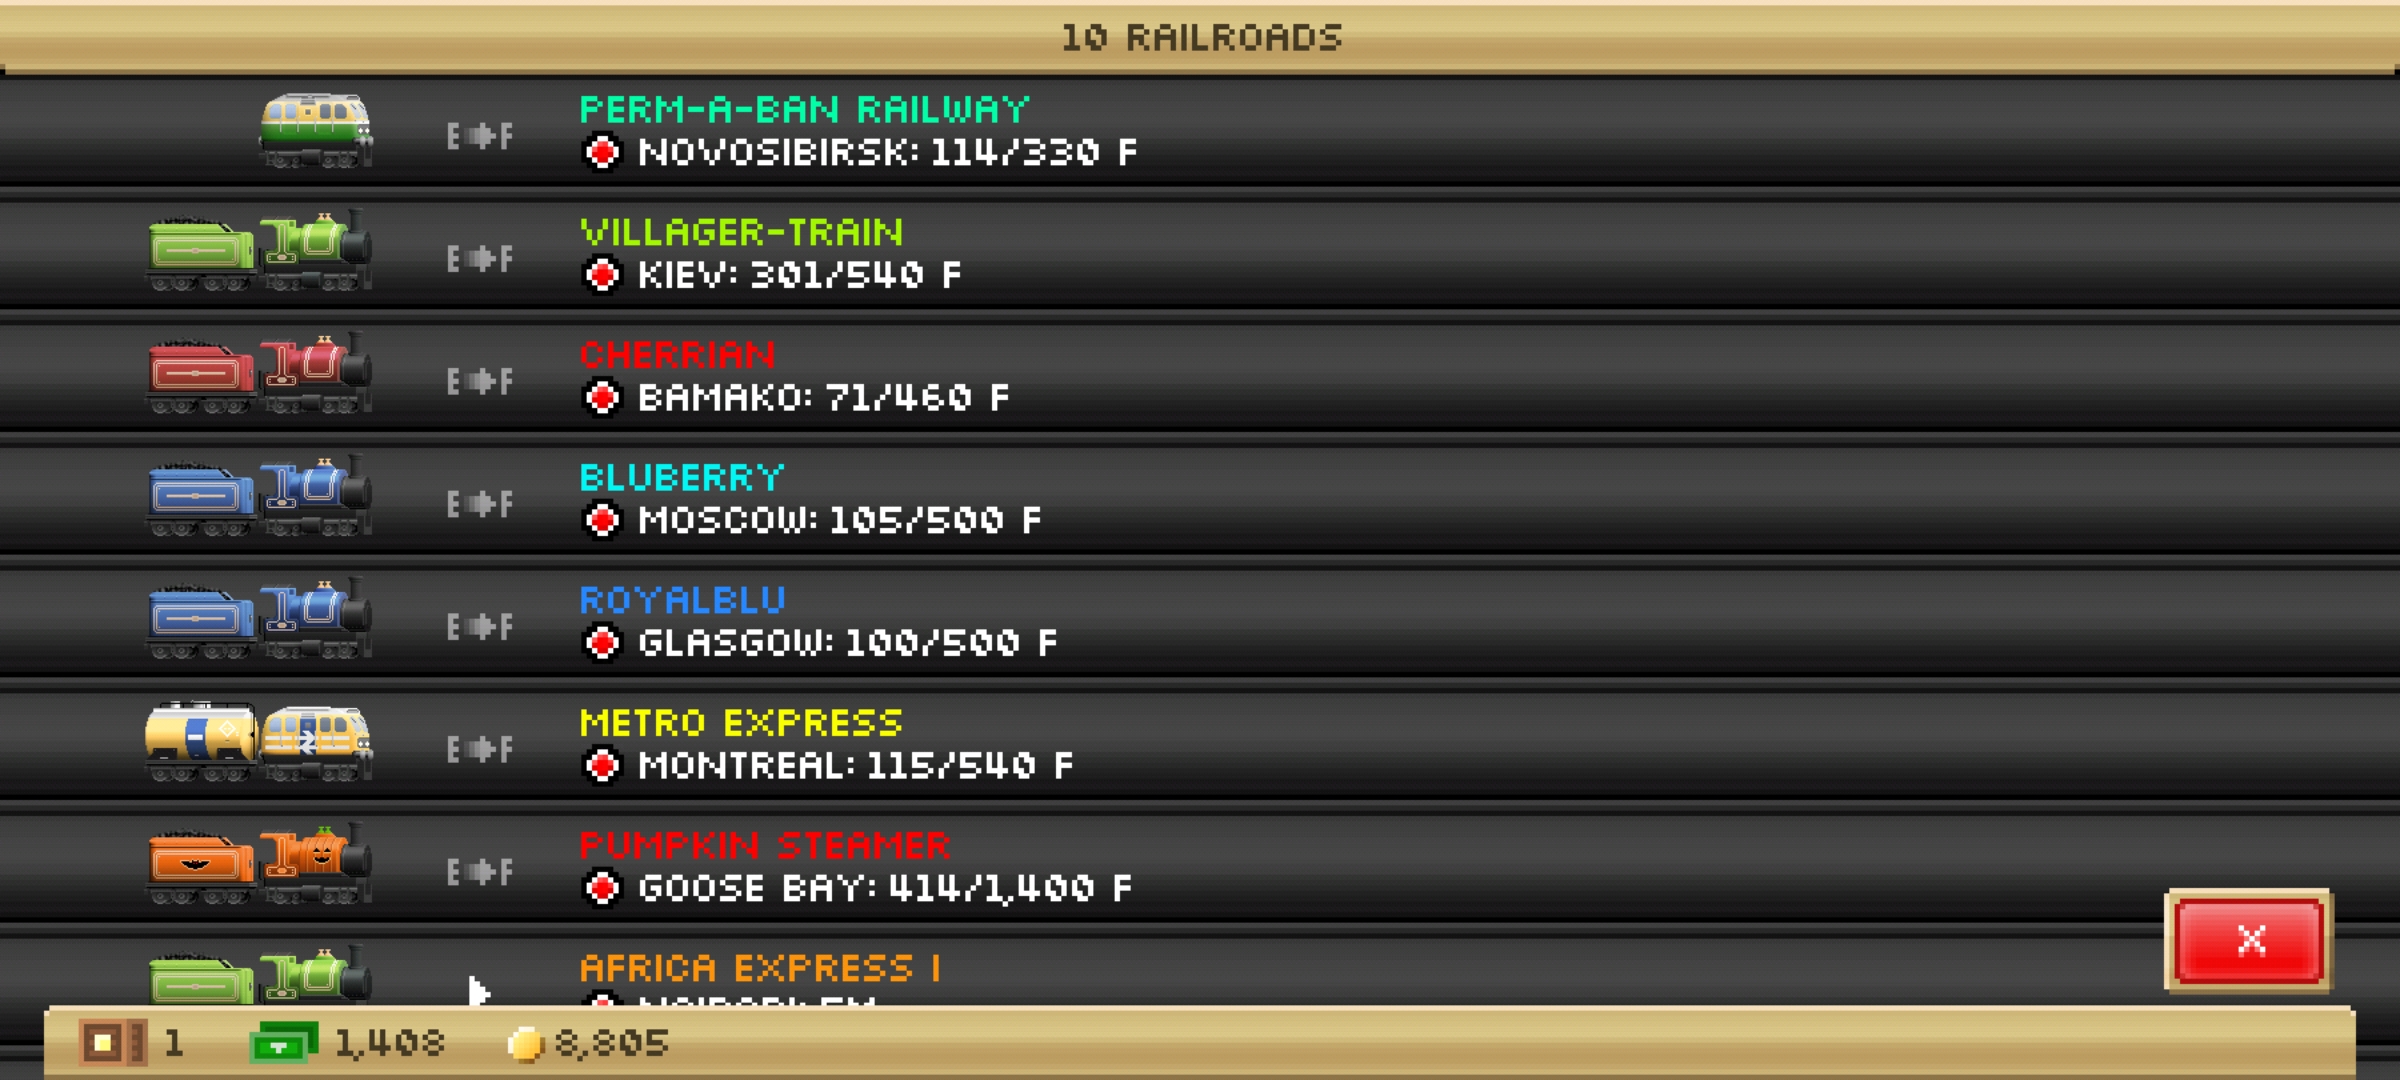 10 RAILROADS
PERM-A-BAN RAILWAY
E F
NOVOSIBIRSK: 114/330 F
VILLAGER-TRAIN
E F
KIEV: 301/540 F
CHERRIAN
E F
BAMAKO: 71/460 F
BLUBERRY
E F
MOSCOW: 105/500 F
ROYALBLU
E F
GLASGOW: 100/500 F
METRO EXPRESS
E F
MONTREAL: 115/540 F
PUMPKIN STEAMER
E F
GOOSE BAY: 414/1,400 F
X
AFRICA EXPRESS I
1 1,408 8,805